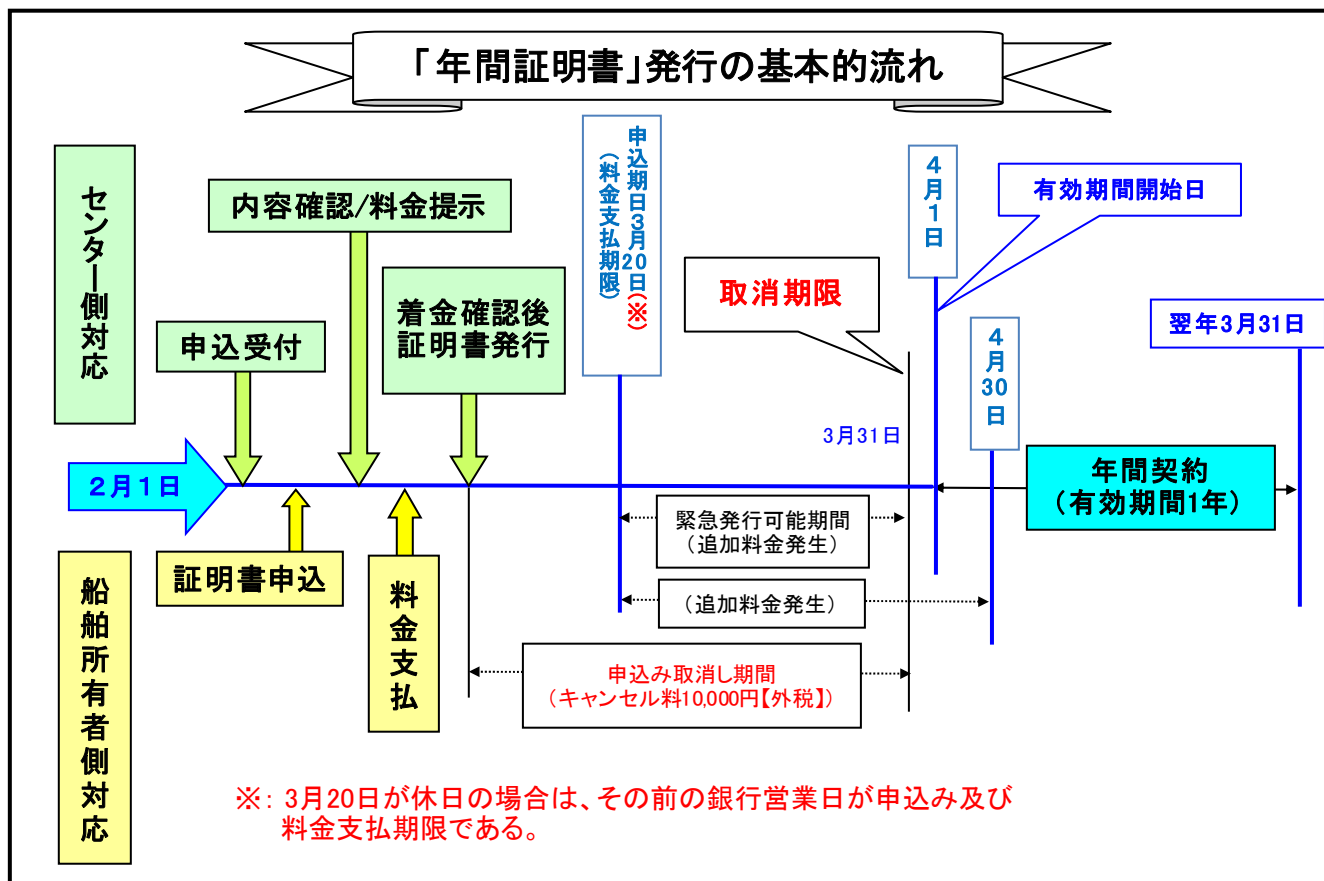 「年間証明書」発行の基本的流れ
センター側対応
内容確認/料金提示
申込受付
着金確認後
証明書発行
申込期日3月20日(※)
(料金支払期限)
4月1日
有効期間開始日
取消期限
4月30日
翌年3月31日
3月31日
2月1日
年間契約
(有効期間1年)
緊急発行可能期間
(追加料金発生)
(追加料金発生)
証明書申込
料金支払
船舶所有者側対応
申込み取消し期間
(キャンセル料10,000円【外税】)
※: 3月20日が休日の場合は、その前の銀行営業日が申込み及び
料金支払期限である。